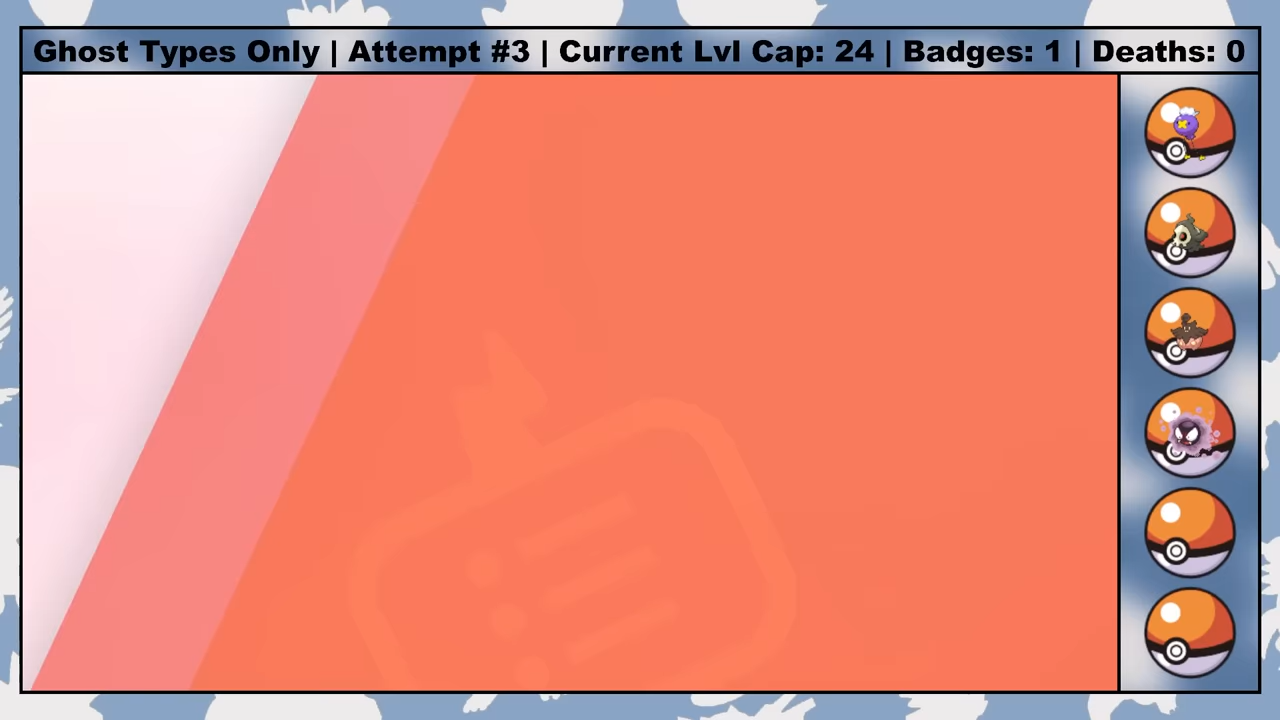 Ghost Types Only | Attempt #3 | Current Lvl Cap: 24 | Badges: 1 | Deaths: 0